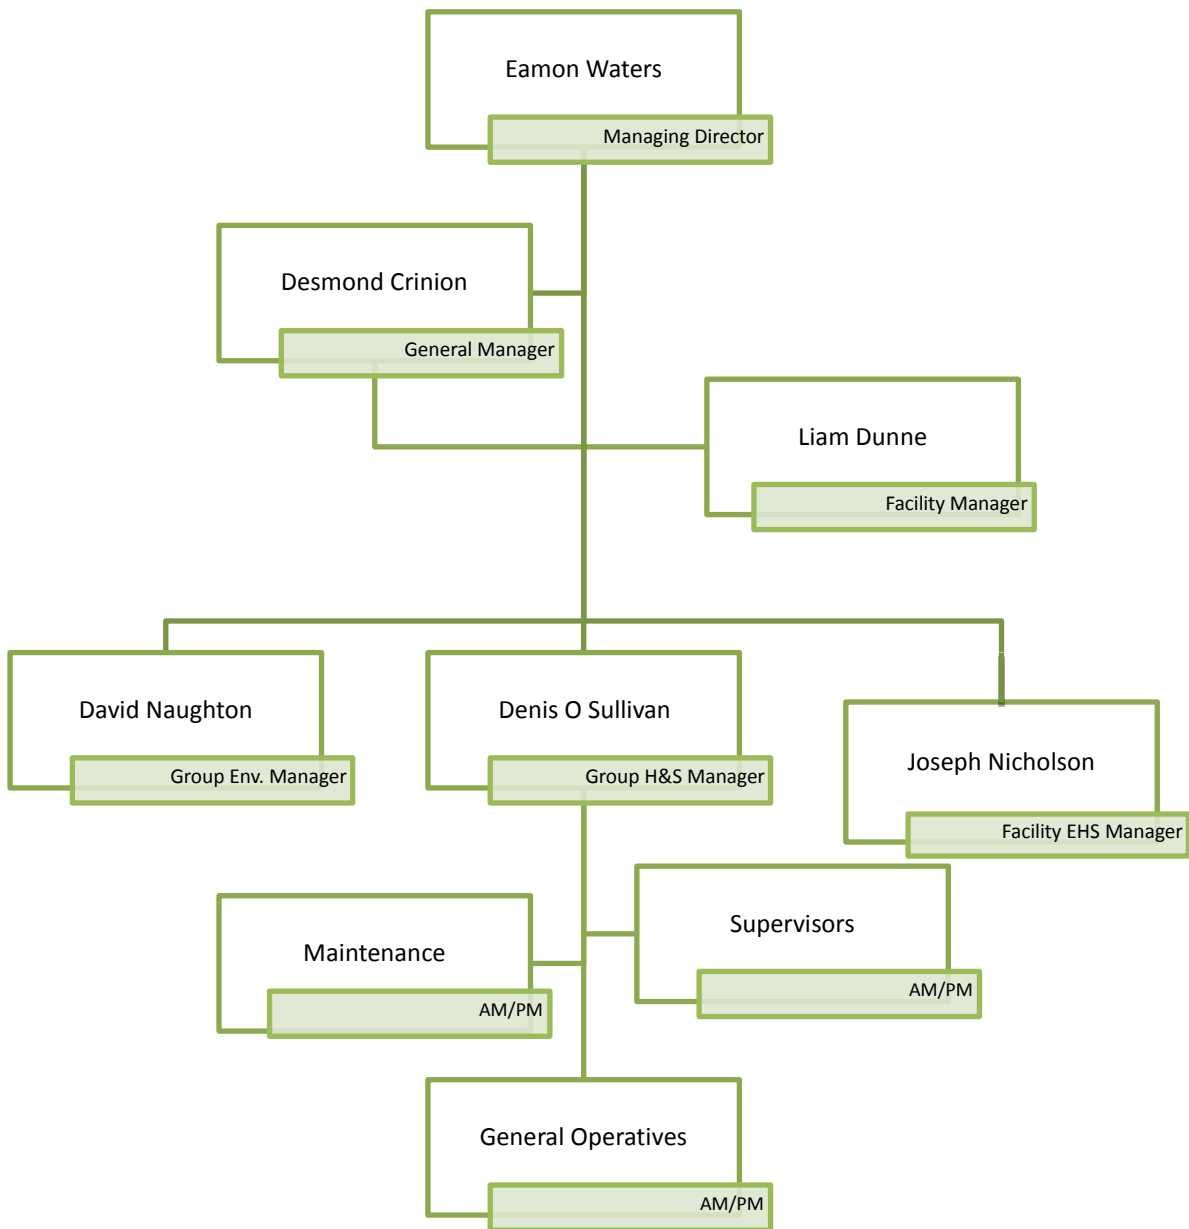 Eamon Waters
Managing Director
Desmond Crinion
General Manager
Liam Dunne
Facility Manager
David Naughton
Group Env. Manager
Denis O Sullivan
Group H&S Manager
Joseph Nicholson
Facility EHS Manager
Maintenance
AM/PM
Supervisors
AM/PM
General Operatives
AM/PM